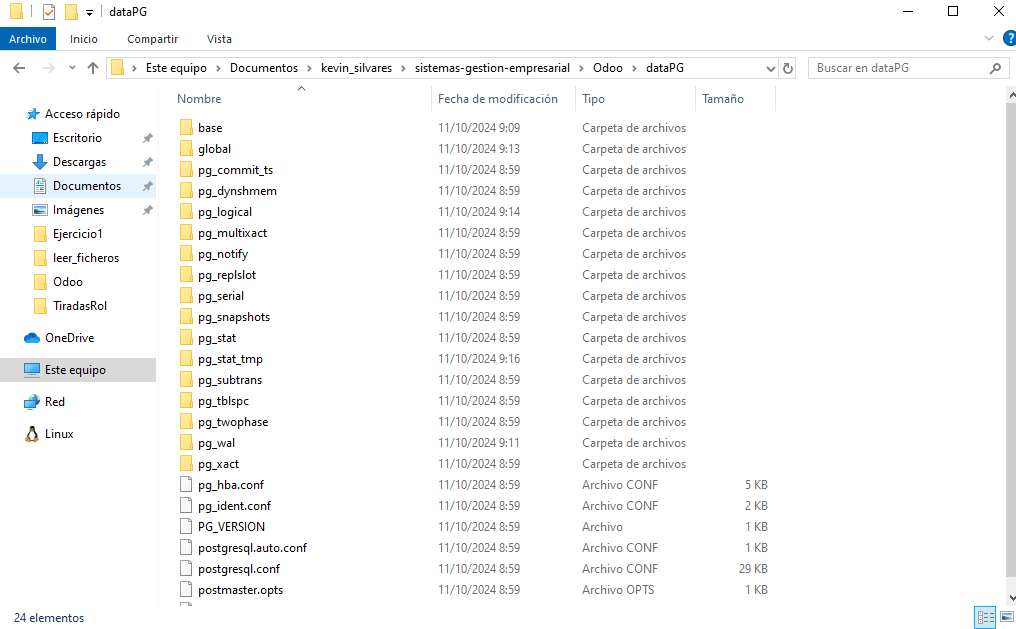 dataPG
Archivo Inicio Compartir Vista
Este equipo Documentos kevin_silvares sistemas-gestion-empresarial Odoo dataPG Buscar en dataPG
Nombre Fecha de modificación Tipo Tamaño
Acceso rápido
Escritorio
Descargas
Documentos
Imágenes
Ejercicio1
leer_ficheros
Odoo
TiradasRol
OneDrive
Este equipo
Red
Linux
base 11/10/2024 9:09 Carpeta de archivos
global 11/10/2024 9:13 Carpeta de archivos
pg_commit_ts 11/10/2024 8:59 Carpeta de archivos
pg_dynshmem 11/10/2024 8:59 Carpeta de archivos
pg_logical 11/10/2024 9:14 Carpeta de archivos
pg_multixact 11/10/2024 8:59 Carpeta de archivos
pg_notify 11/10/2024 8:59 Carpeta de archivos
pg_replslot 11/10/2024 8:59 Carpeta de archivos
pg_serial 11/10/2024 8:59 Carpeta de archivos
pg_snapshots 11/10/2024 8:59 Carpeta de archivos
pg_stat 11/10/2024 8:59 Carpeta de archivos
pg_stat_tmp 11/10/2024 9:16 Carpeta de archivos
pg_subtrans 11/10/2024 8:59 Carpeta de archivos
pg_tblspc 11/10/2024 8:59 Carpeta de archivos
pg_twophase 11/10/2024 8:59 Carpeta de archivos
pg_wal 11/10/2024 9:11 Carpeta de archivos
pg_xact 11/10/2024 8:59 Carpeta de archivos
pg_hba.conf 11/10/2024 8:59 Archivo CONF 5 KB
pg_ident.conf 11/10/2024 8:59 Archivo CONF 2 KB
PG_VERSION 11/10/2024 8:59 Archivo 1 KB
postgresql.auto.conf 11/10/2024 8:59 Archivo CONF 1 KB
postgresql.conf 11/10/2024 8:59 Archivo CONF 29 KB
postmaster.opts 11/10/2024 8:59 Archivo OPTS 1 KB
24 elementos